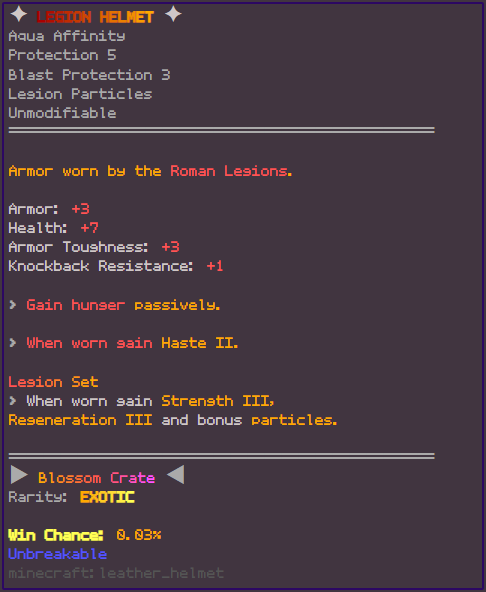 ✦ LEGION HELMET ✦
Aqua Affinity
Protection 5
Blast Protection 3
Legion Particles
Unmodifiable
Armor worn by the Roman Legions.
Armor: +3
Health: +7
Armor Toughness: +3
Knockback Resistance: +1
> Gain hunger passively.
> When worn gain Haste II.
Legion Set
> When worn gain Strength III,
Regeneration III and bonus particles.
▶ Blossom Crate ◀
Rarity: EXOTIC
Win Chance: 0.03%
Unbreakable
minecraft:leather_helmet